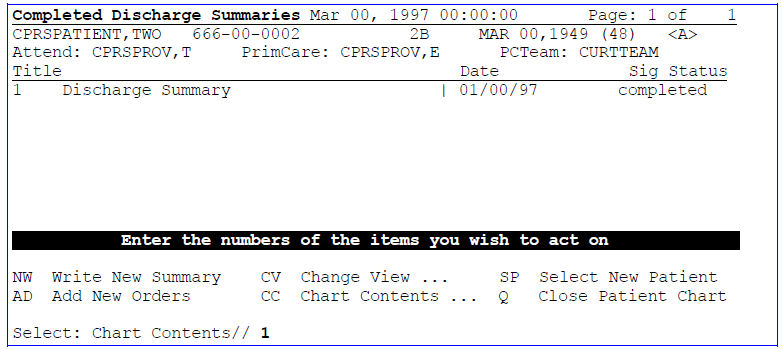 Completed Discharge Summaries Mar 00, 1997 00:00:00 Page: 1 of 1
CPRSPATIENT,TWO 666-00-0002 2B MAR 00,1949 (48) <A>
Attend: CPRSPROV,T PrimCare: CPRSPROV,E PCTeam: CURTTEAM
Title Date Sig Status
1 Discharge Summary | 01/00/97 completed
Enter the numbers of the items you wish to act on
NW Write New Summary CV Change View ... SP Select New Patient
AD Add New Orders CC Chart Contents ... Q Close Patient Chart
Select: Chart Contents// 1